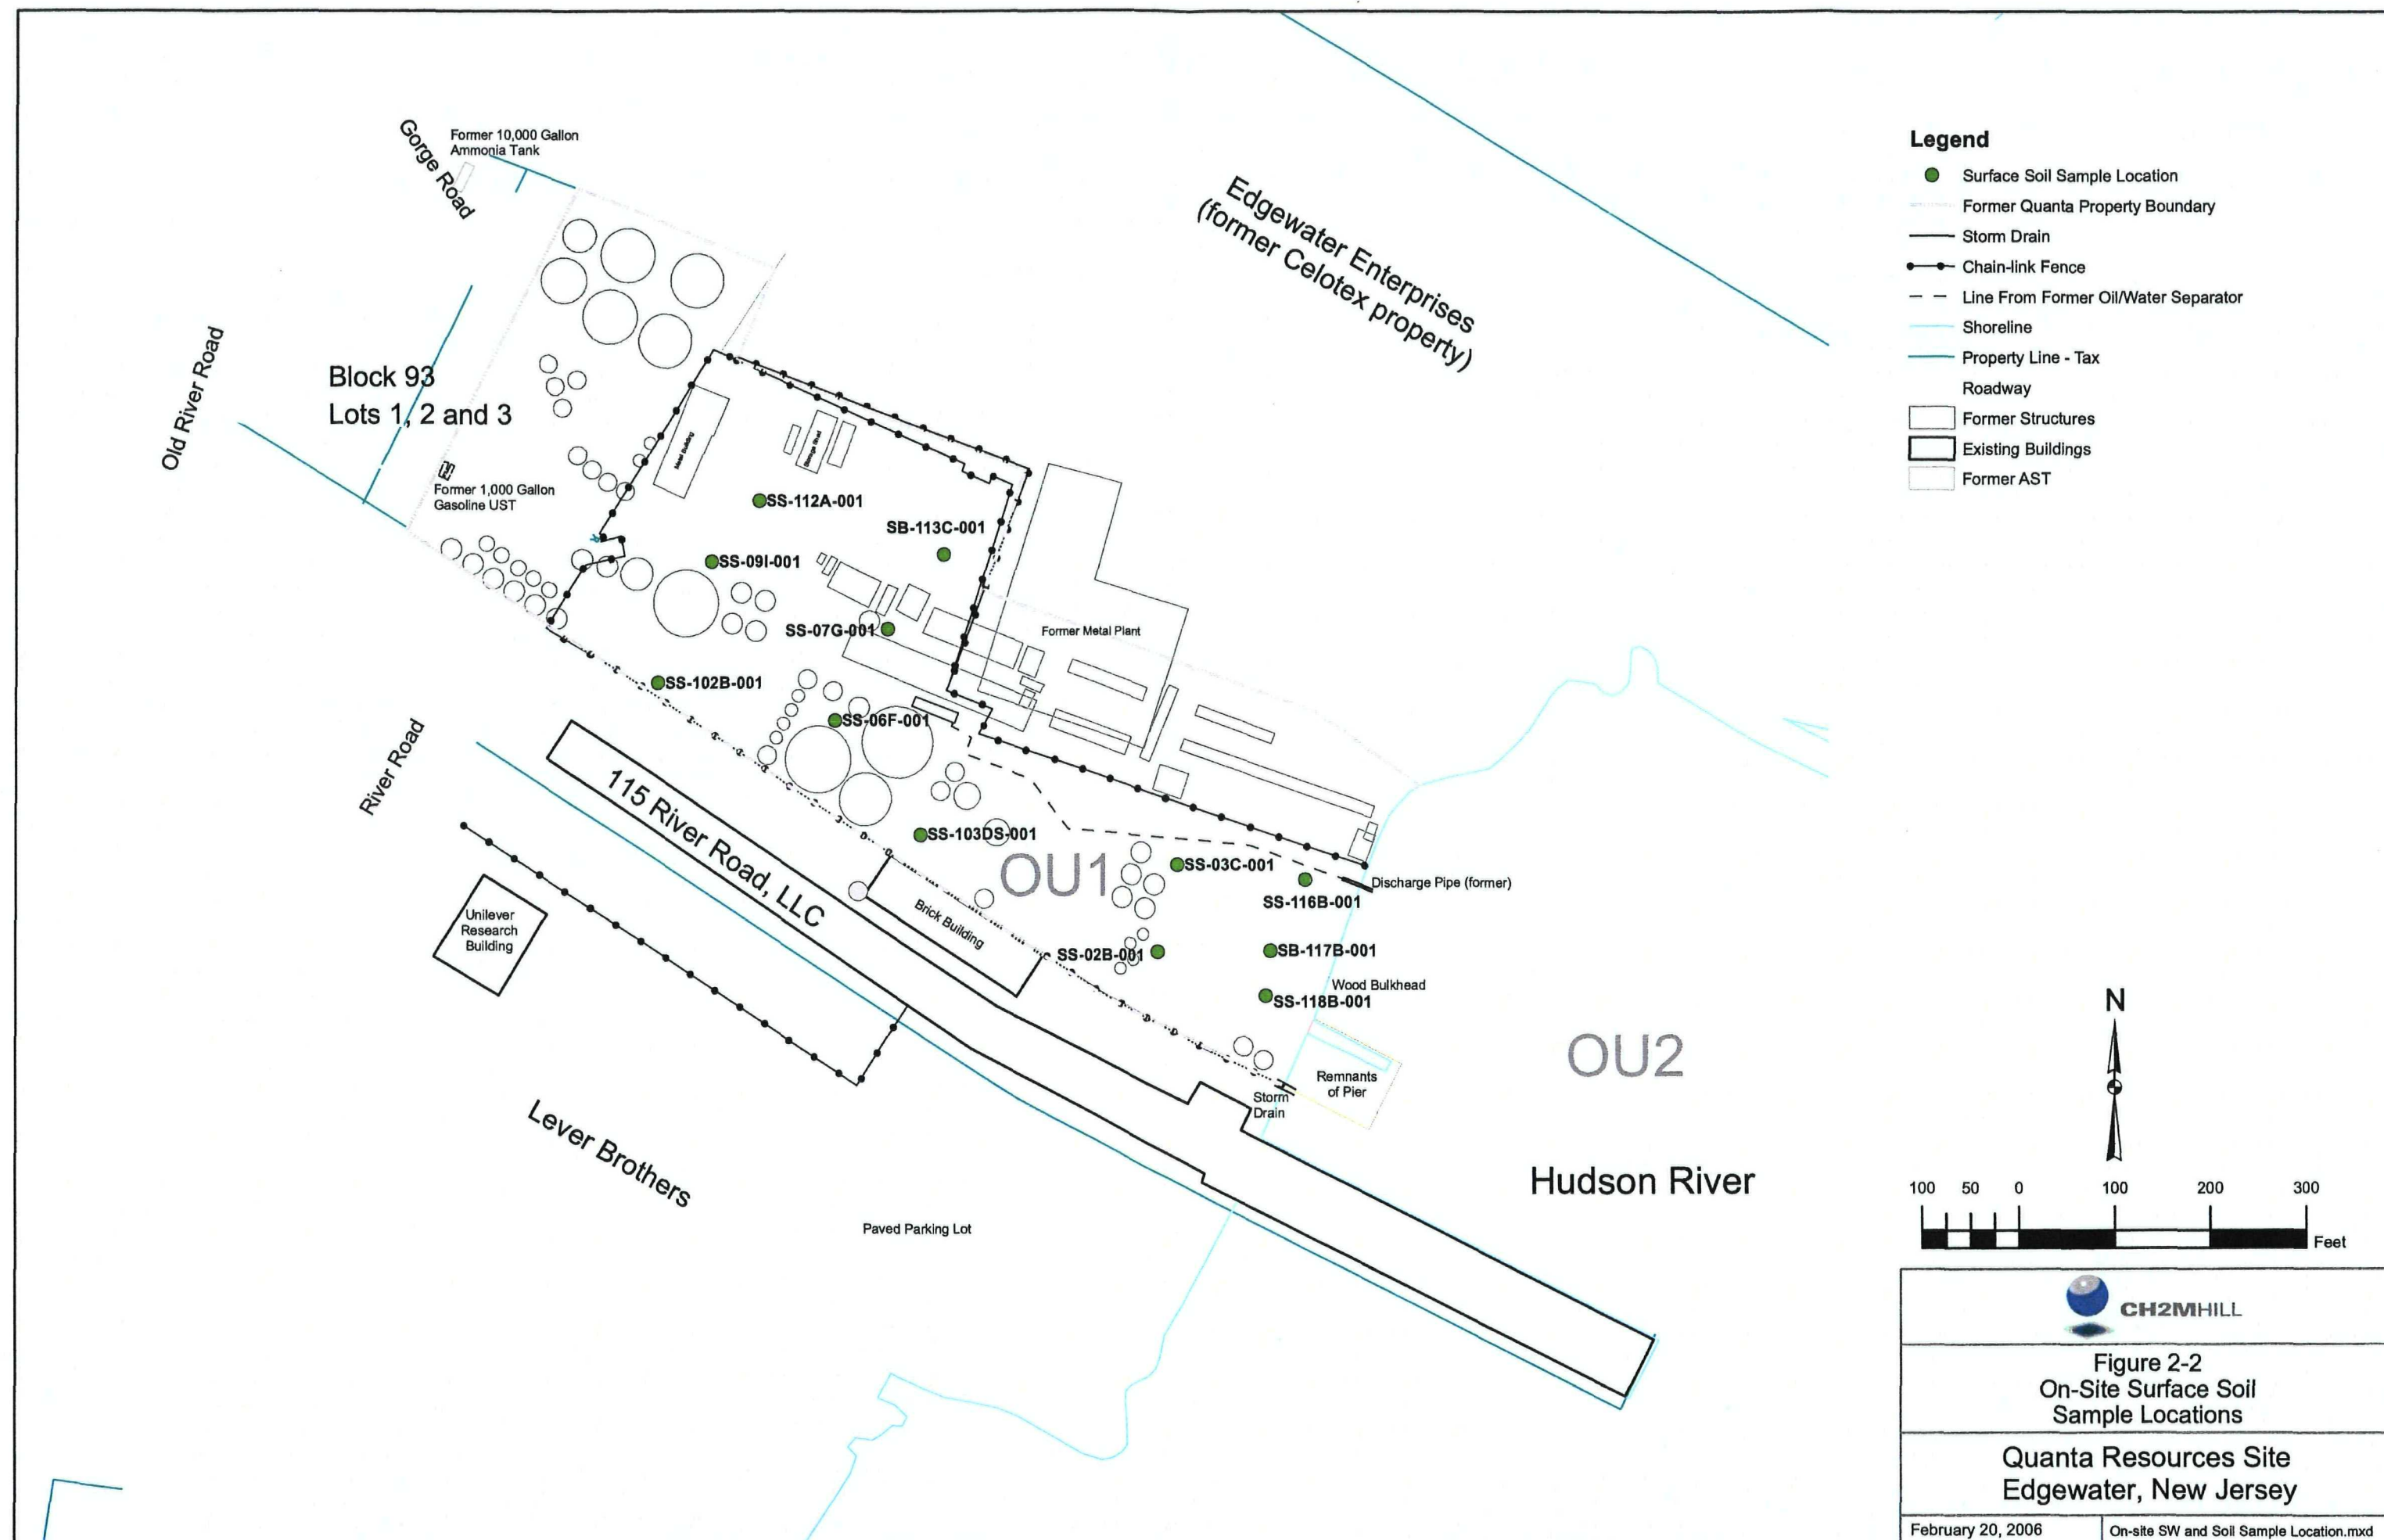 Former 10,000 Gallon
Ammonia Tank
Gorge Road
Edgewater Enterprises
(former Celotex property)
Old River Road
Block 93
Lots 1, 2 and 3
Former 1,000 Gallon
Gasoline UST
Metal Building
Storage Shed
SS-112A-001
SB-113C-001
SS-09I-001
SS-07G-001
Former Metal Plant
SS-102B-001
SS-06F-001
River Road
115 River Road, LLC
SS-103DS-001
OU1
SS-03C-001
Discharge Pipe (former)
SS-116B-001
Unilever
Research
Building
Brick Building
SS-02B-001
SB-117B-001
Wood Bulkhead
SS-118B-001
OU2
Remnants
of Pier
Storm
Drain
Lever Brothers
Hudson River
Paved Parking Lot
Legend
Surface Soil Sample Location
Former Quanta Property Boundary
Storm Drain
Chain-link Fence
Line From Former Oil/Water Separator
Shoreline
Property Line - Tax
Roadway
Former Structures
Existing Buildings
Former AST
N
100 50 0 100 200 300
Feet
CH2MHILL
Figure 2-2
On-Site Surface Soil
Sample Locations
Quanta Resources Site
Edgewater, New Jersey
February 20, 2006
On-site SW and Soil Sample Location.mxd